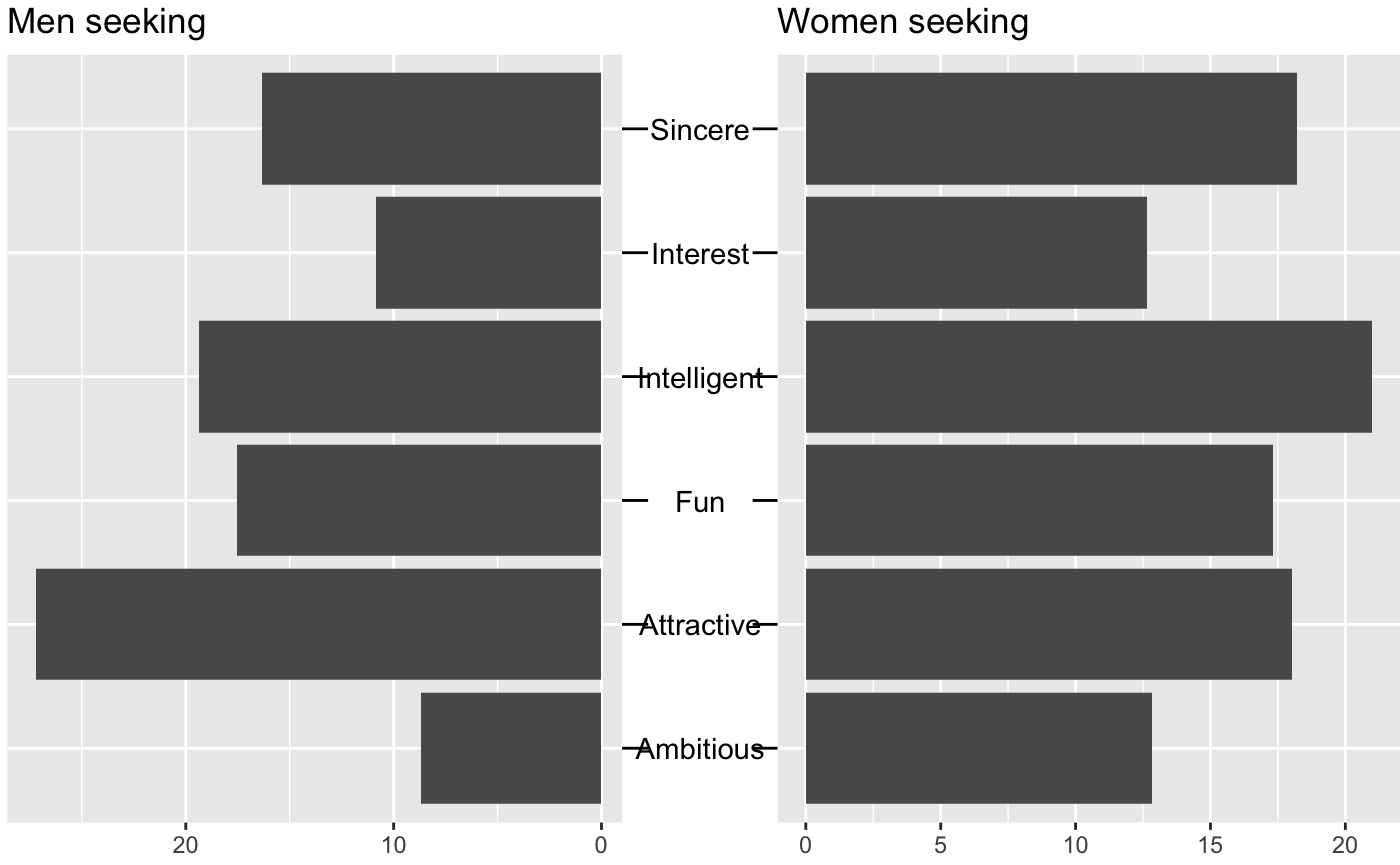 Men seeking
Women seeking
Sincere
Interest
Intelligent
Fun
Attractive
Ambitious
20 10 0
0 5 10 15 20